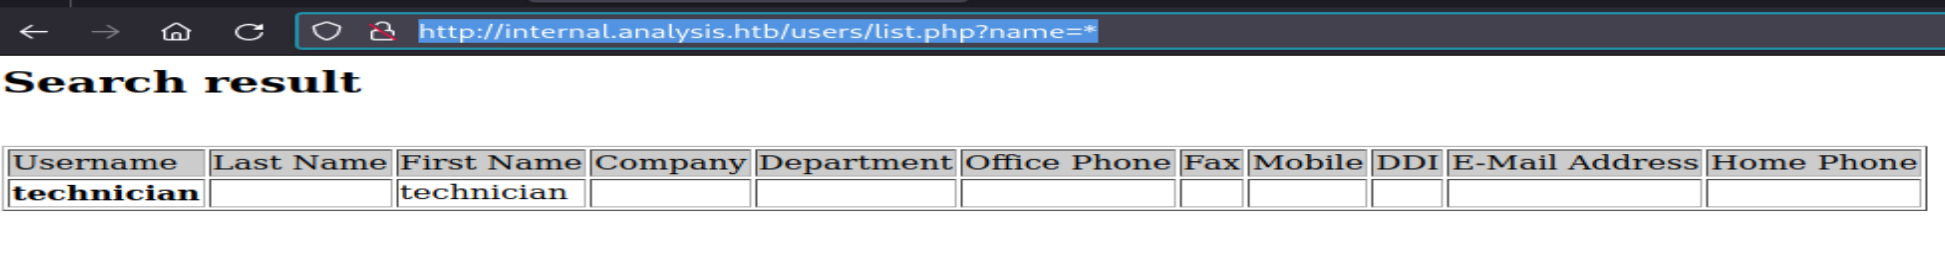 http://internal.analysis.htb/users/list.php?name=*
Search result
Username Last Name First Name Company Department Office Phone Fax Mobile DDI E-Mail Address Home Phone
technician technician